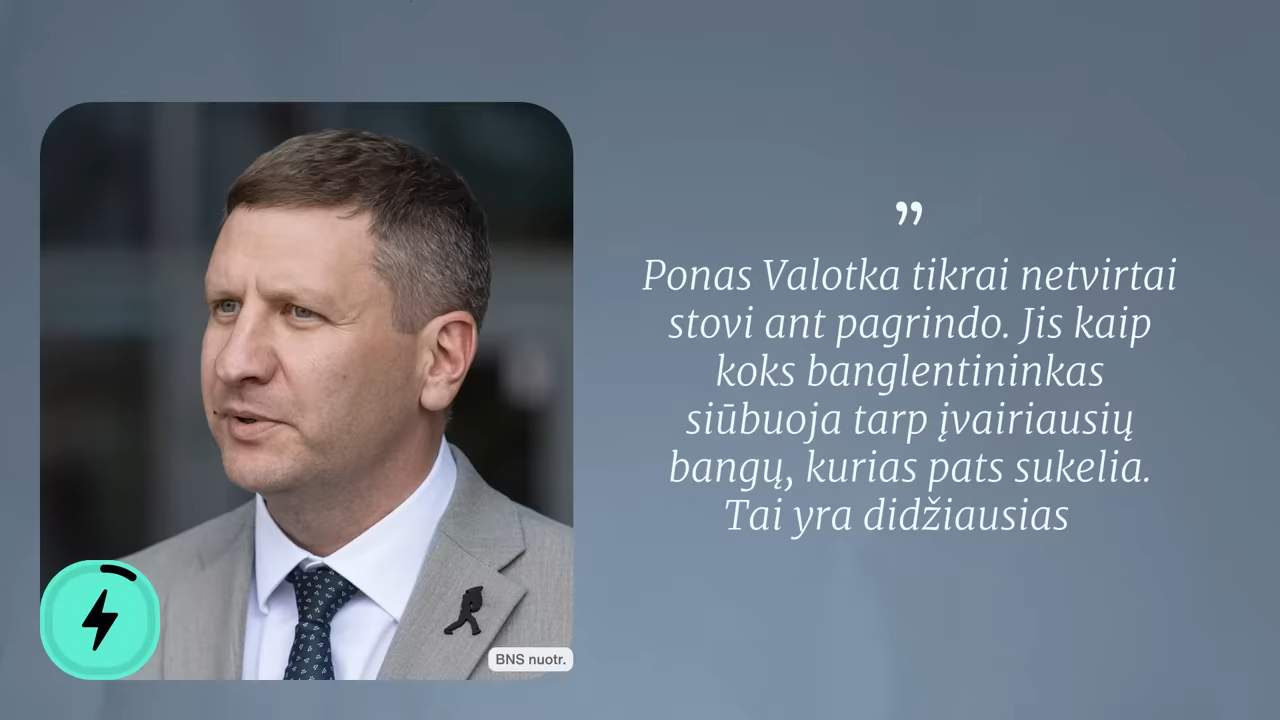 ”
Ponas Valotka tikrai netvirtai
stovi ant pagrindo. Jis kaip
koks banglentininkas
siūbuoja tarp įvairiausių
bangų, kurias pats sukelia.
Tai yra didžiausias
BNS nuotr.